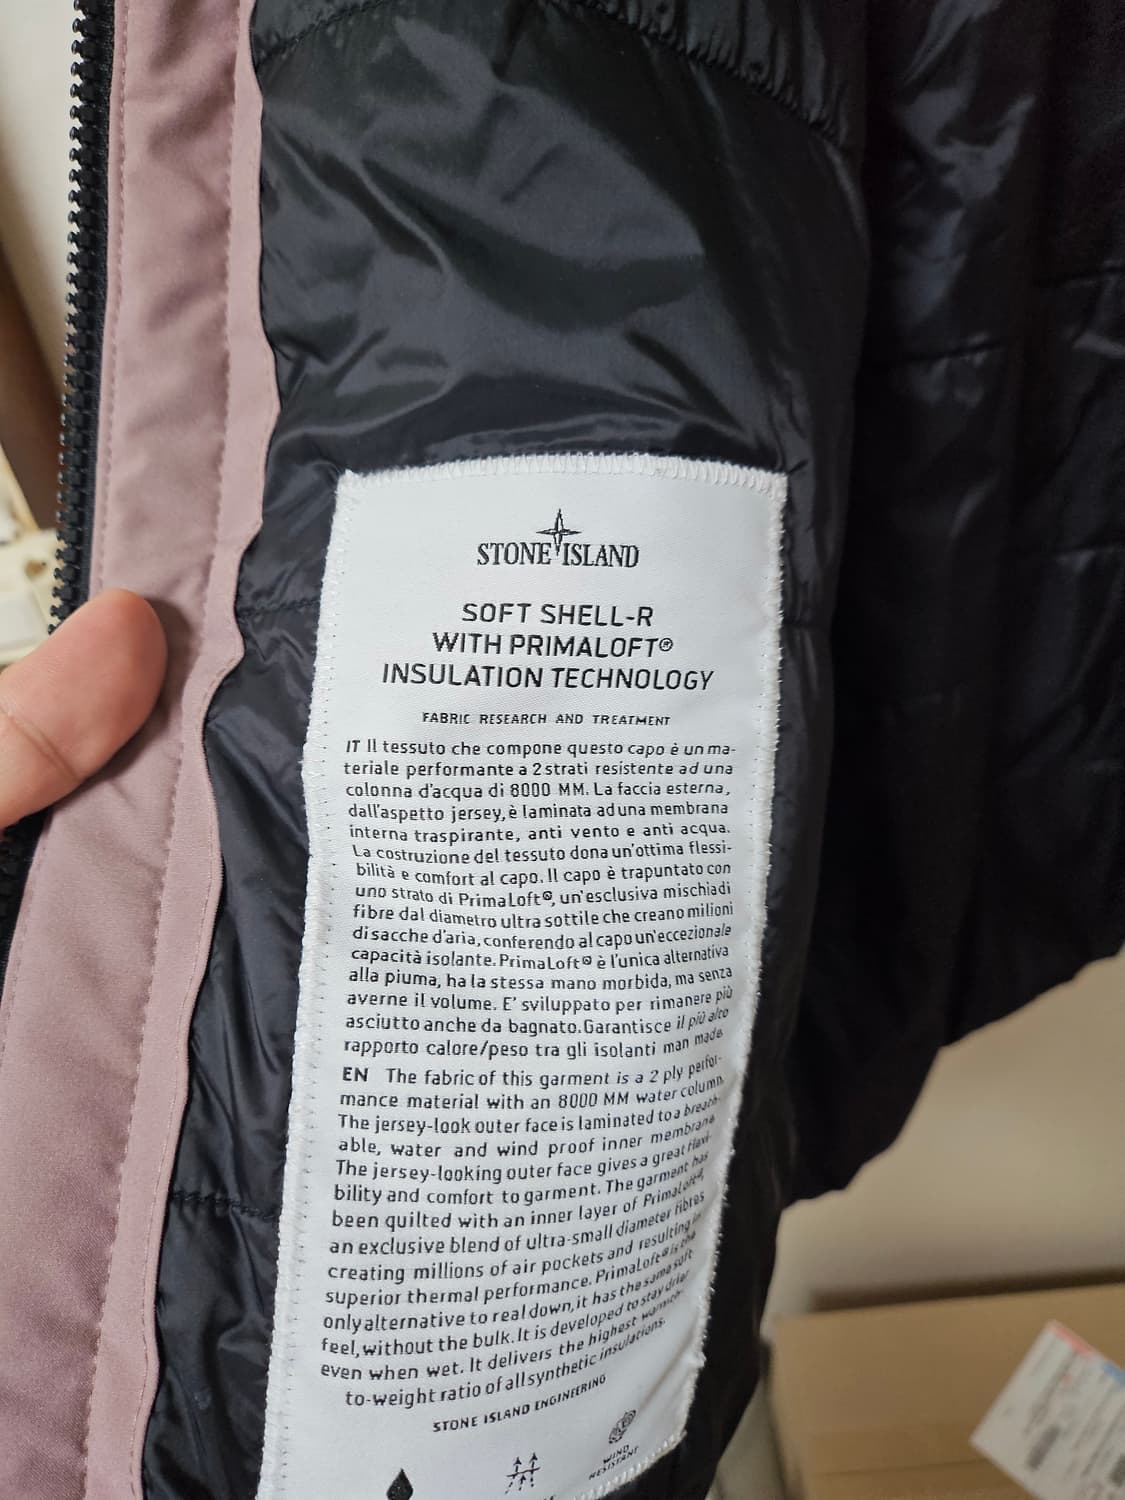 STONE ISLAND
SOFT SHELL-R
WITH PRIMALOFT®
INSULATION TECHNOLOGY
FABRIC RESEARCH AND TREATMENT
IT Il tessuto che compone questo capo è un ma-
teriale performante a 2 strati resistente ad una
colonna d'acqua di 8000 MM. La faccia esterna,
dall'aspetto jersey, è laminata ad una membrana
interna traspirante, anti vento e anti acqua.
La costruzione del tessuto dona un'ottima flessi-
bilità e comfort al capo. Il capo è trapuntato con
uno strato di PrimaLoft®, un'esclusiva mischia di
fibre dal diametro ultra sottile che creano milioni
di sacche d'aria, conferendo al capo un'eccezionale
capacità isolante. PrimaLoft® è l'unica alternativa
alla piuma, ha la stessa mano morbida, ma senza
averne il volume. E' sviluppato per rimanere più
asciutto anche da bagnato. Garantisce il più alto
rapporto calore/peso tra gli isolanti man made.
EN The fabric of this garment is a 2 ply perfor-
mance material with an 8000 MM water column.
The jersey-look outer face is laminated to a breath-
able, water and wind proof inner membrane
The jersey-looking outer face gives a great flexi-
bility and comfort to garment. The garment has
been quilted with an inner layer of PrimaLoft®,
an exclusive blend of ultra-small diameter fibres
creating millions of air pockets and resulting in
superior thermal performance. PrimaLoft® is the
only alternative to real down, it has the same soft
feel, without the bulk. It is developed to stay drier
even when wet. It delivers the highest warmth-
to-weight ratio of all synthetic insulations.
STONE ISLAND ENGINEERING
WIND
RESISTANT